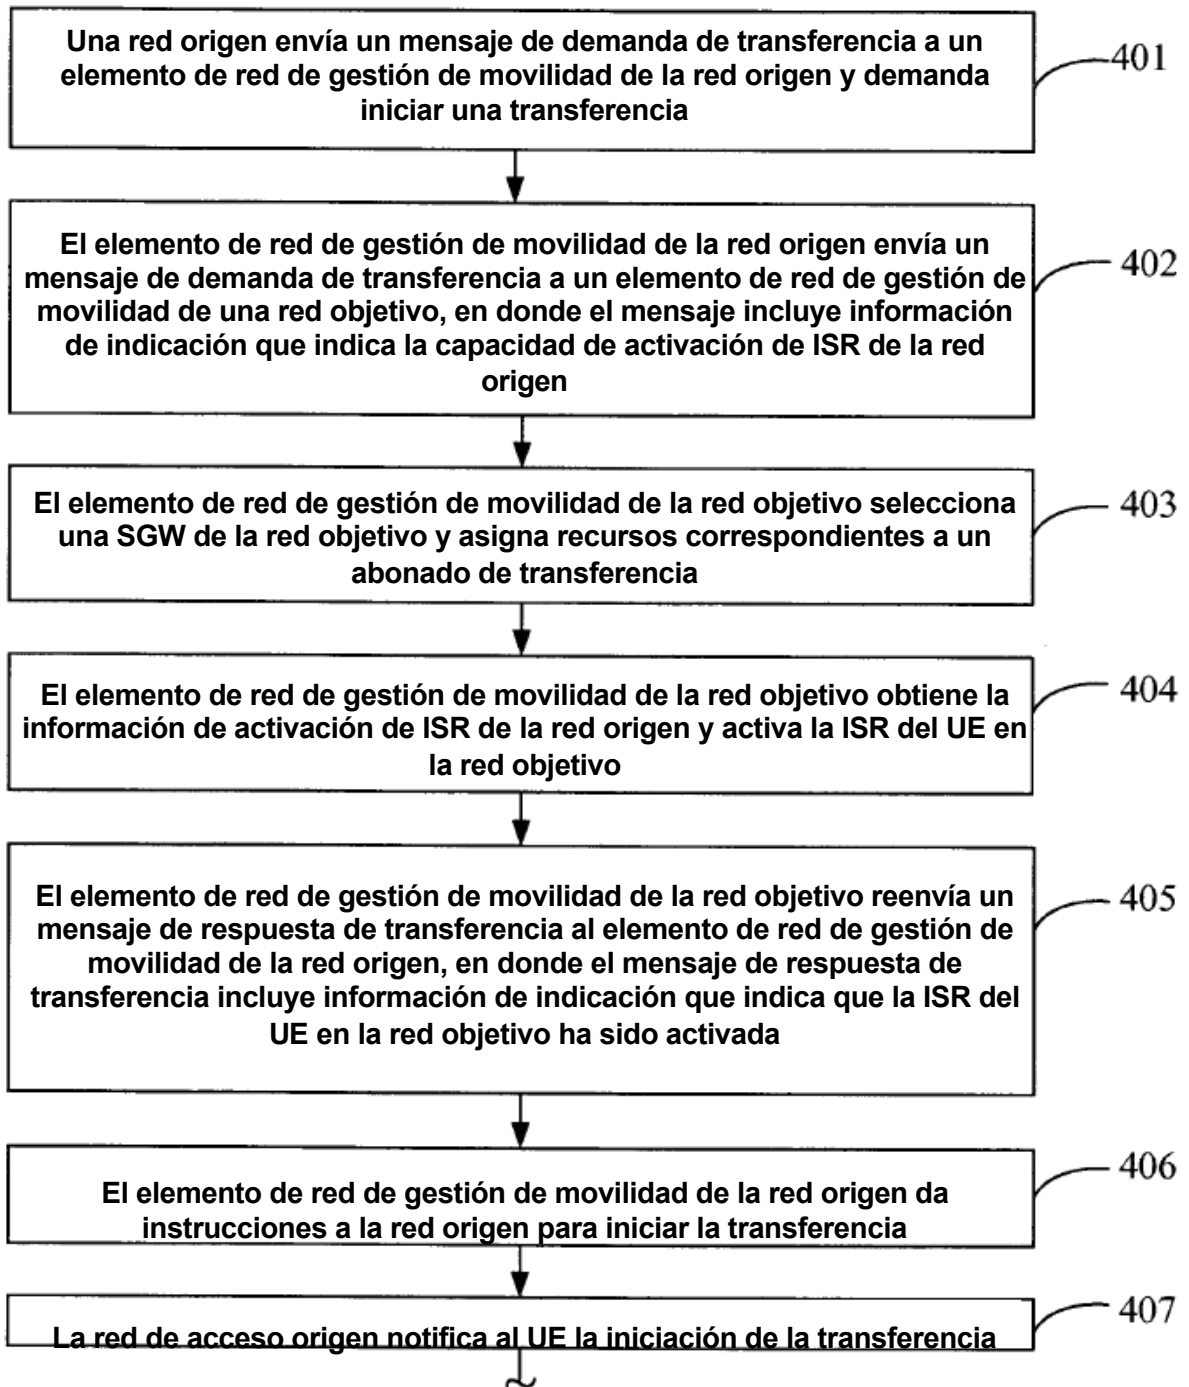 Una red origen envía un mensaje de demanda de transferencia a un
elemento de red de gestión de movilidad de la red origen y demanda
iniciar una transferencia
401
El elemento de red de gestión de movilidad de la red origen envía un
mensaje de demanda de transferencia a un elemento de red de gestión de
movilidad de una red objetivo, en donde el mensaje incluye información
de indicación que indica la capacidad de activación de ISR de la red
origen
402
El elemento de red de gestión de movilidad de la red objetivo selecciona
una SGW de la red objetivo y asigna recursos correspondientes a un
abonado de transferencia
403
El elemento de red de gestión de movilidad de la red objetivo obtiene la
información de activación de ISR de la red origen y activa la ISR del UE en
la red objetivo
404
El elemento de red de gestión de movilidad de la red objetivo reenvía un
mensaje de respuesta de transferencia al elemento de red de gestión de
movilidad de la red origen, en donde el mensaje de respuesta de
transferencia incluye información de indicación que indica que la ISR del
UE en la red objetivo ha sido activada
405
El elemento de red de gestión de movilidad de la red origen da
instrucciones a la red origen para iniciar la transferencia
406
La red de acceso origen notifica al UE la iniciación de la transferencia
407